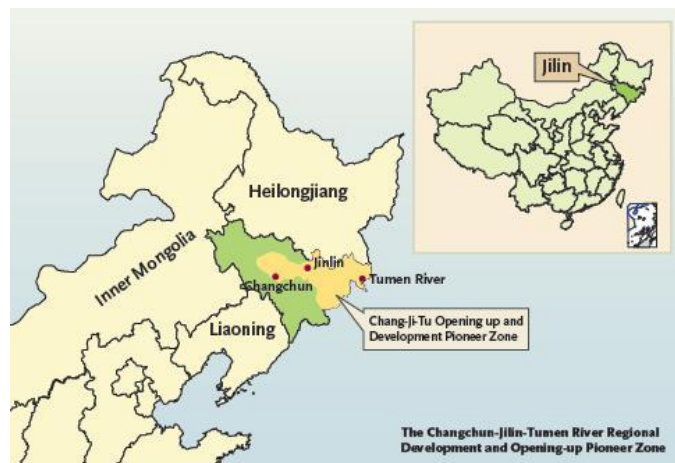 Jilin
Heilongjiang
Inner Mongolia
Jinlin
Changchun
Tumen River
Chang-Ji-Tu Opening up and
Development Pioneer Zone
Liaoning
The Changchun-Jilin-Tumen River Regional
Development and Opening-up Pioneer Zone